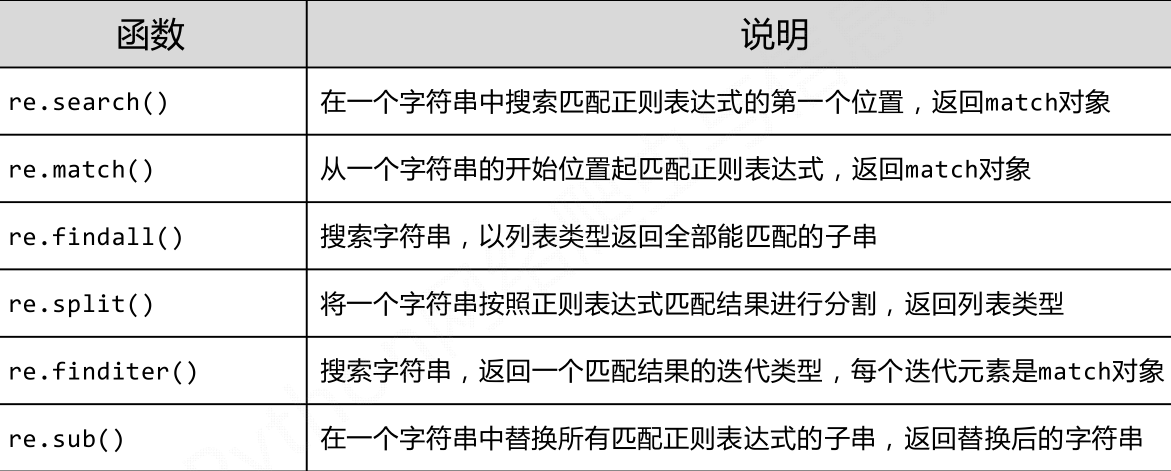 函数 说明
re.search() 在一个字符串中搜索匹配正则表达式的第一个位置，返回match对象
re.match() 从一个字符串的开始位置起匹配正则表达式，返回match对象
re.findall() 搜索字符串，以列表类型返回全部能匹配的子串
re.split() 将一个字符串按照正则表达式匹配结果进行分割，返回列表类型
re.finditer() 搜索字符串，返回一个匹配结果的迭代类型，每个迭代元素是match对象
re.sub() 在一个字符串中替换所有匹配正则表达式的子串，返回替换后的字符串